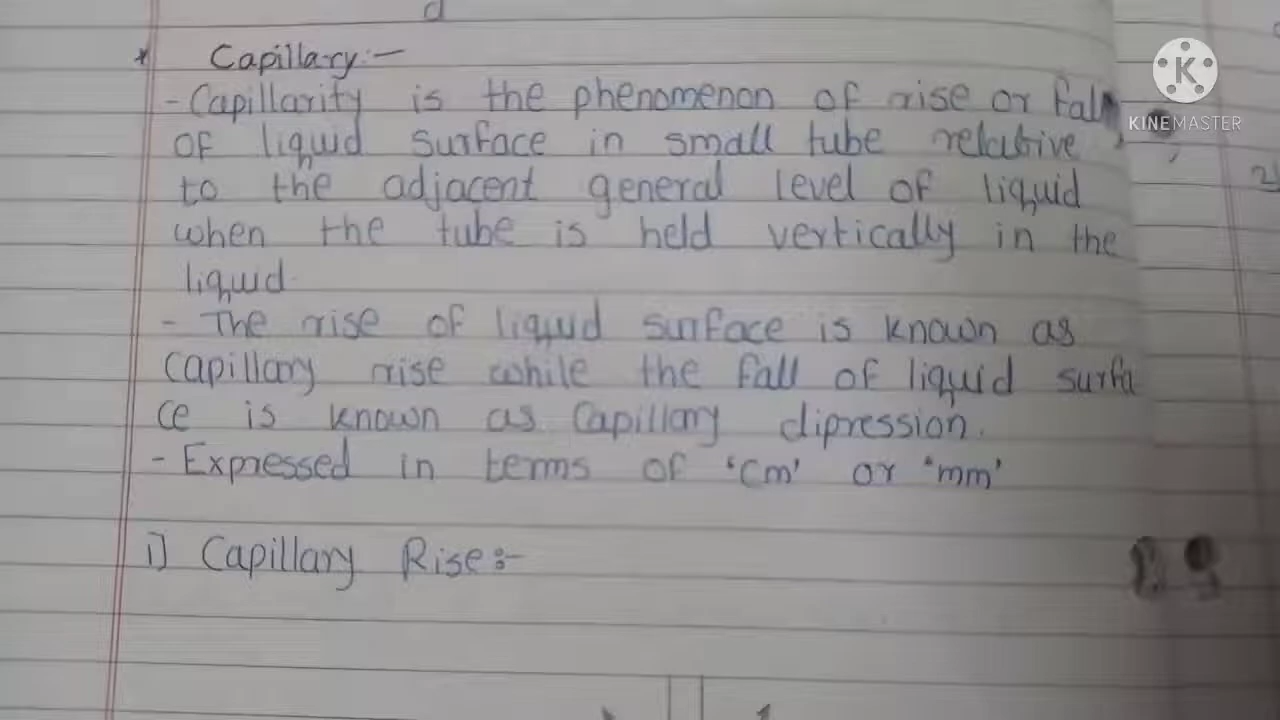 * Capillary:-
- Capillarity is the phenomenon of rise or fall
of liquid surface in small tube relative
to the adjacent general level of liquid
when the tube is held vertically in the
liquid.
- The rise of liquid surface is known as
capillary rise while the fall of liquid surfa
ce is known as Capillary dipression.
- Expressed in terms of 'cm' or 'mm'
i) Capillary Rise:-
K
KINEMASTER